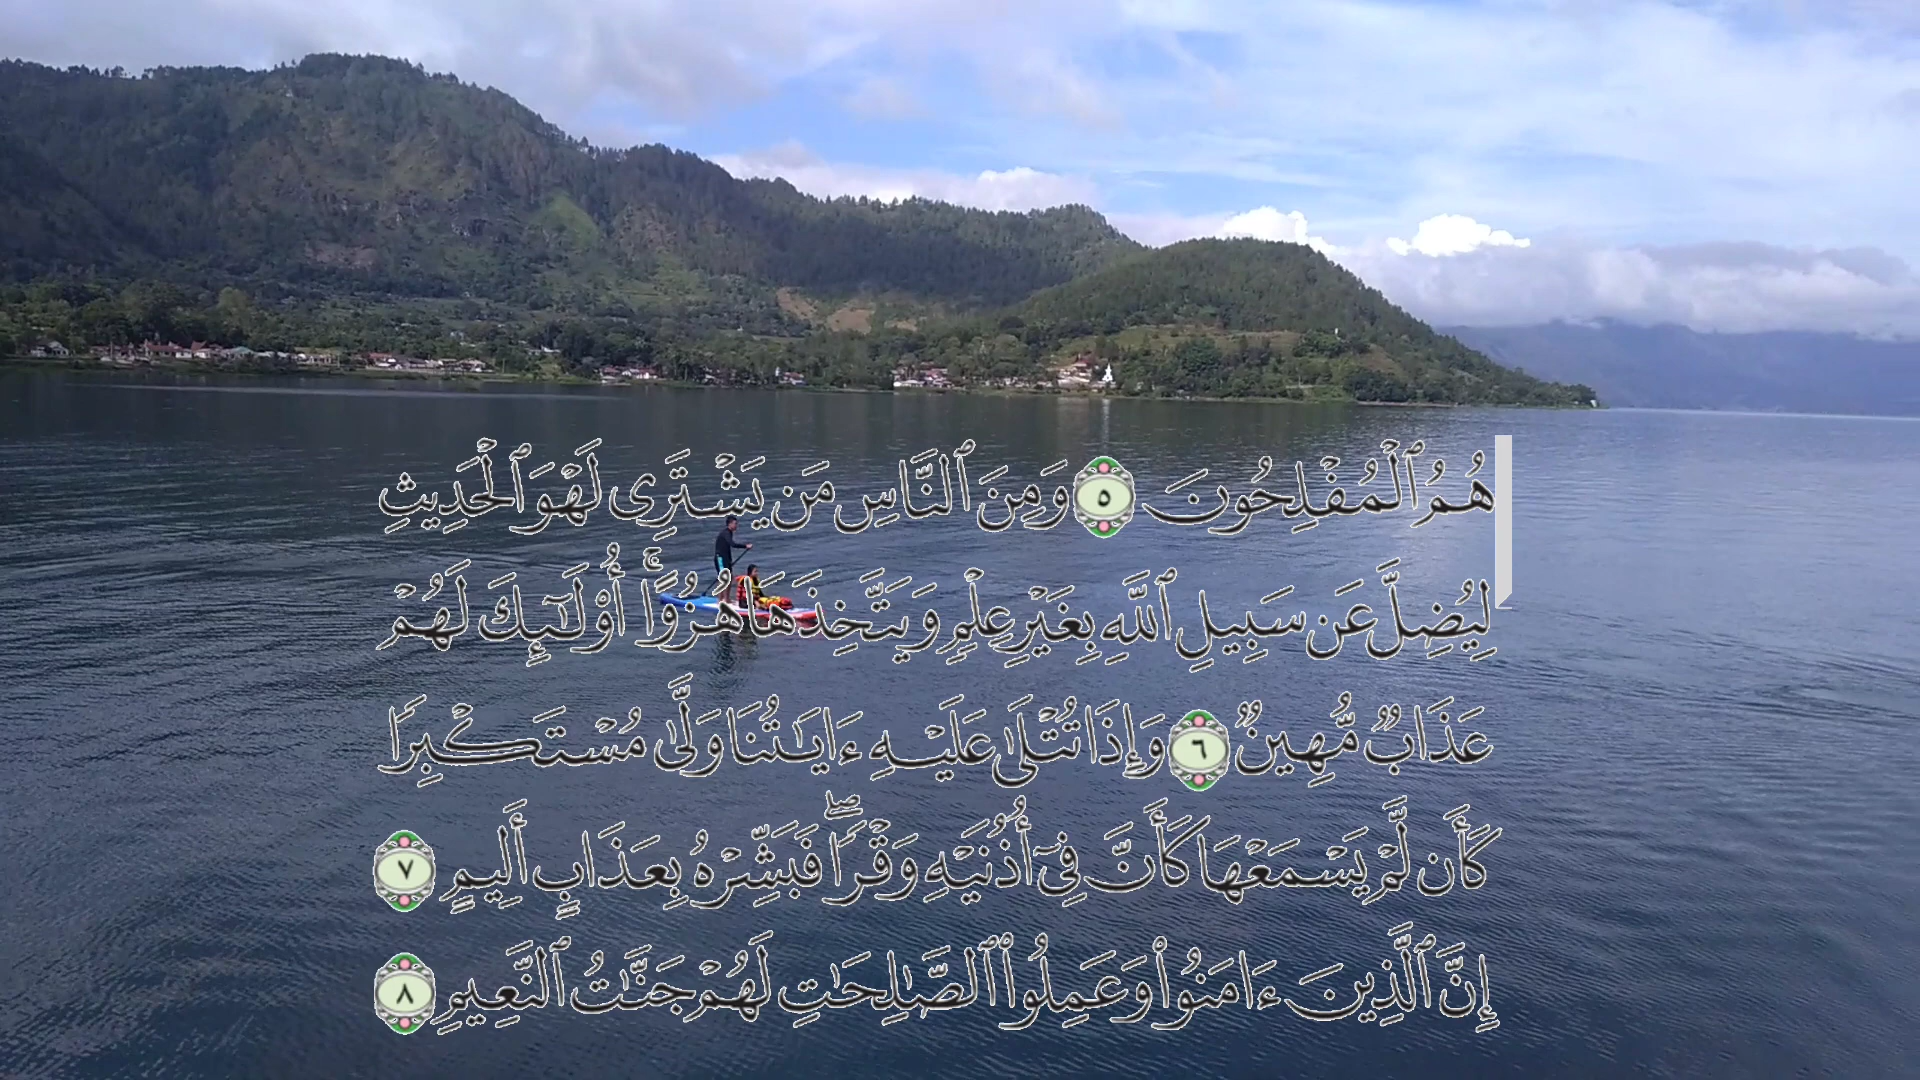 هُمُ ٱلْمُفْلِحُونَ ٥ وَمِنَ ٱلنَّاسِ مَن يَشْتَرِى لَهْوَ ٱلْحَدِيثِ
لِيُضِلَّ عَن سَبِيلِ ٱللَّهِ بِغَيْرِ عِلْمٍ وَيَتَّخِذَهَا هُزُوًا ۚ أُو۟لَـٰٓئِكَ لَهُمْ
عَذَابٌ مُّهِينٌ ٦ وَإِذَا تُتْلَىٰ عَلَيْهِ ءَايَـٰتُنَا وَلَّىٰ مُسْتَكْبِرًا
كَأَن لَّمْ يَسْمَعْهَا كَأَنَّ فِىٓ أُذُنَيْهِ وَقْرًا ۖ فَبَشِّرْهُ بِعَذَابٍ أَلِيمٍ ٧
إِنَّ ٱلَّذِينَ ءَامَنُوا۟ وَعَمِلُوا۟ ٱلصَّـٰلِحَـٰتِ لَهُمْ جَنَّـٰتُ ٱلنَّعِيمِ ٨